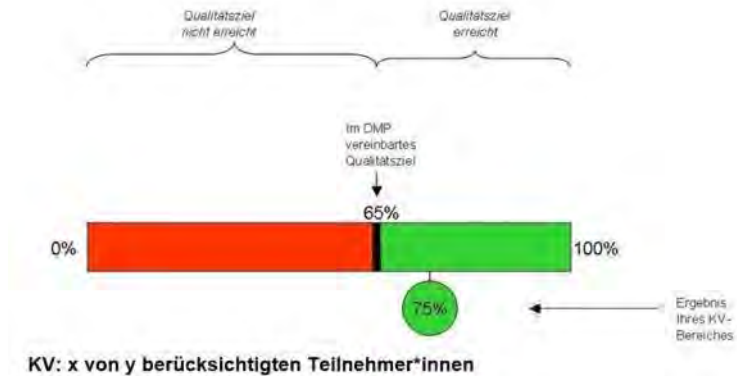 Qualitätsziel
nicht erreicht
Qualitätsziel
erreicht
Im DMP
vereinbartes
Qualitätsziel
65%
0%
100%
75%
Ergebnis
Ihres KV-
Bereiches
KV: x von y berücksichtigten Teilnehmer*innen